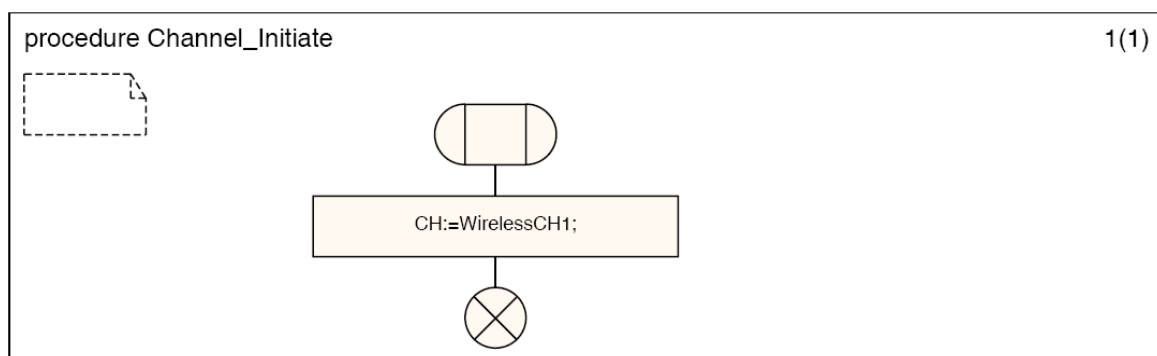 procedure Channel_Initiate
1(1)
CH:=WirelessCH1;